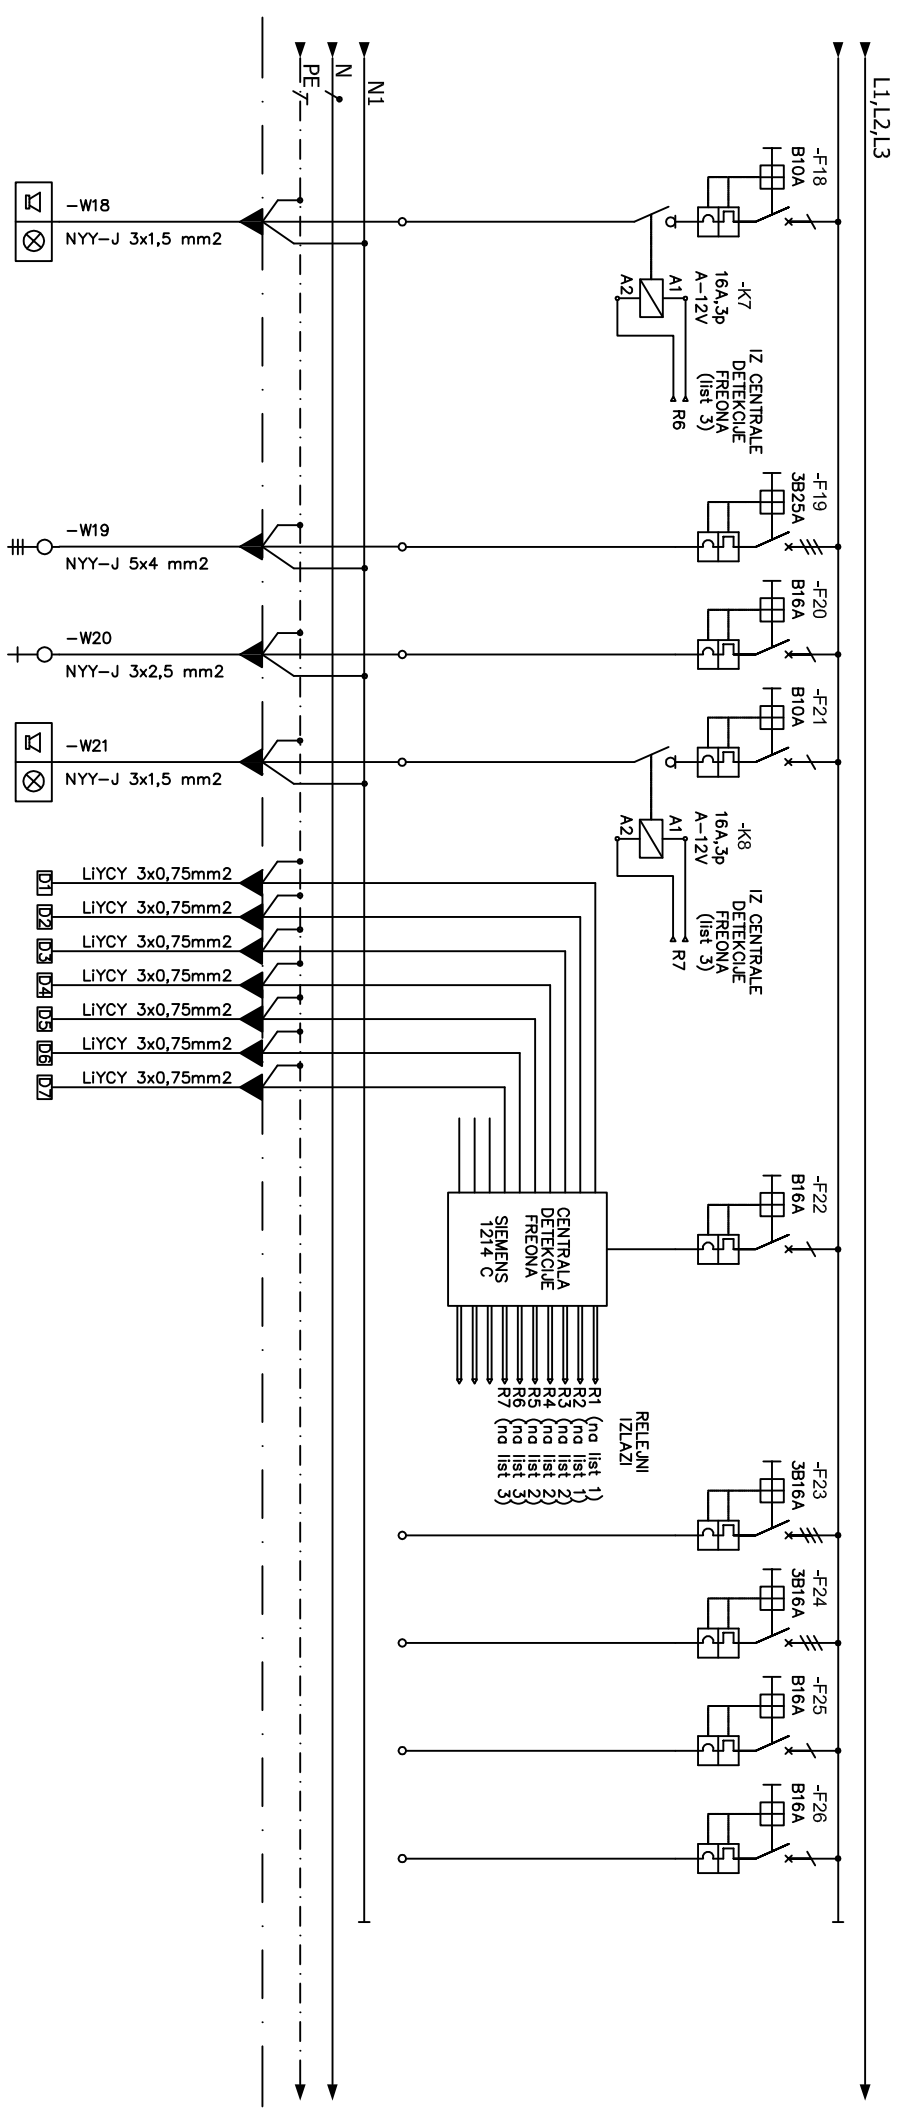 L1,L2,L3
N1
N
PE
-F18
B10A
-K7
16A,3p
A-12V
A1
A2
IZ CENTRALE
DETEKCIJE
FREONA
(list 3)
R6
-W18
NYY-J 3x1,5 mm2
-F19
3B25A
-W19
NYY-J 5x4 mm2
-F20
B16A
-W20
NYY-J 3x2,5 mm2
-F21
B10A
-K8
16A,3p
A-12V
A1
A2
IZ CENTRALE
DETEKCIJE
FREONA
(list 3)
R7
-W21
NYY-J 3x1,5 mm2
LiYCY 3x0,75mm2
D1
LiYCY 3x0,75mm2
D2
LiYCY 3x0,75mm2
D3
LiYCY 3x0,75mm2
D4
LiYCY 3x0,75mm2
D5
LiYCY 3x0,75mm2
D6
LiYCY 3x0,75mm2
D7
-F22
B16A
CENTRALA
DETEKCIJE
FREONA
SIEMENS
1214 C
RELEJNI
IZLAZI
R1 (na list 1)
R2 (na list 1)
R3 (na list 2)
R4 (na list 2)
R5 (na list 2)
R6 (na list 3)
R7 (na list 3)
-F23
3B16A
-F24
3B16A
-F25
B16A
-F26
B16A